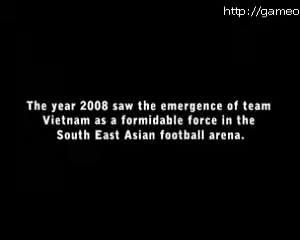 http://gameo
The year 2008 saw the emergence of team
Vietnam as a formidable force in the
South East Asian football arena.